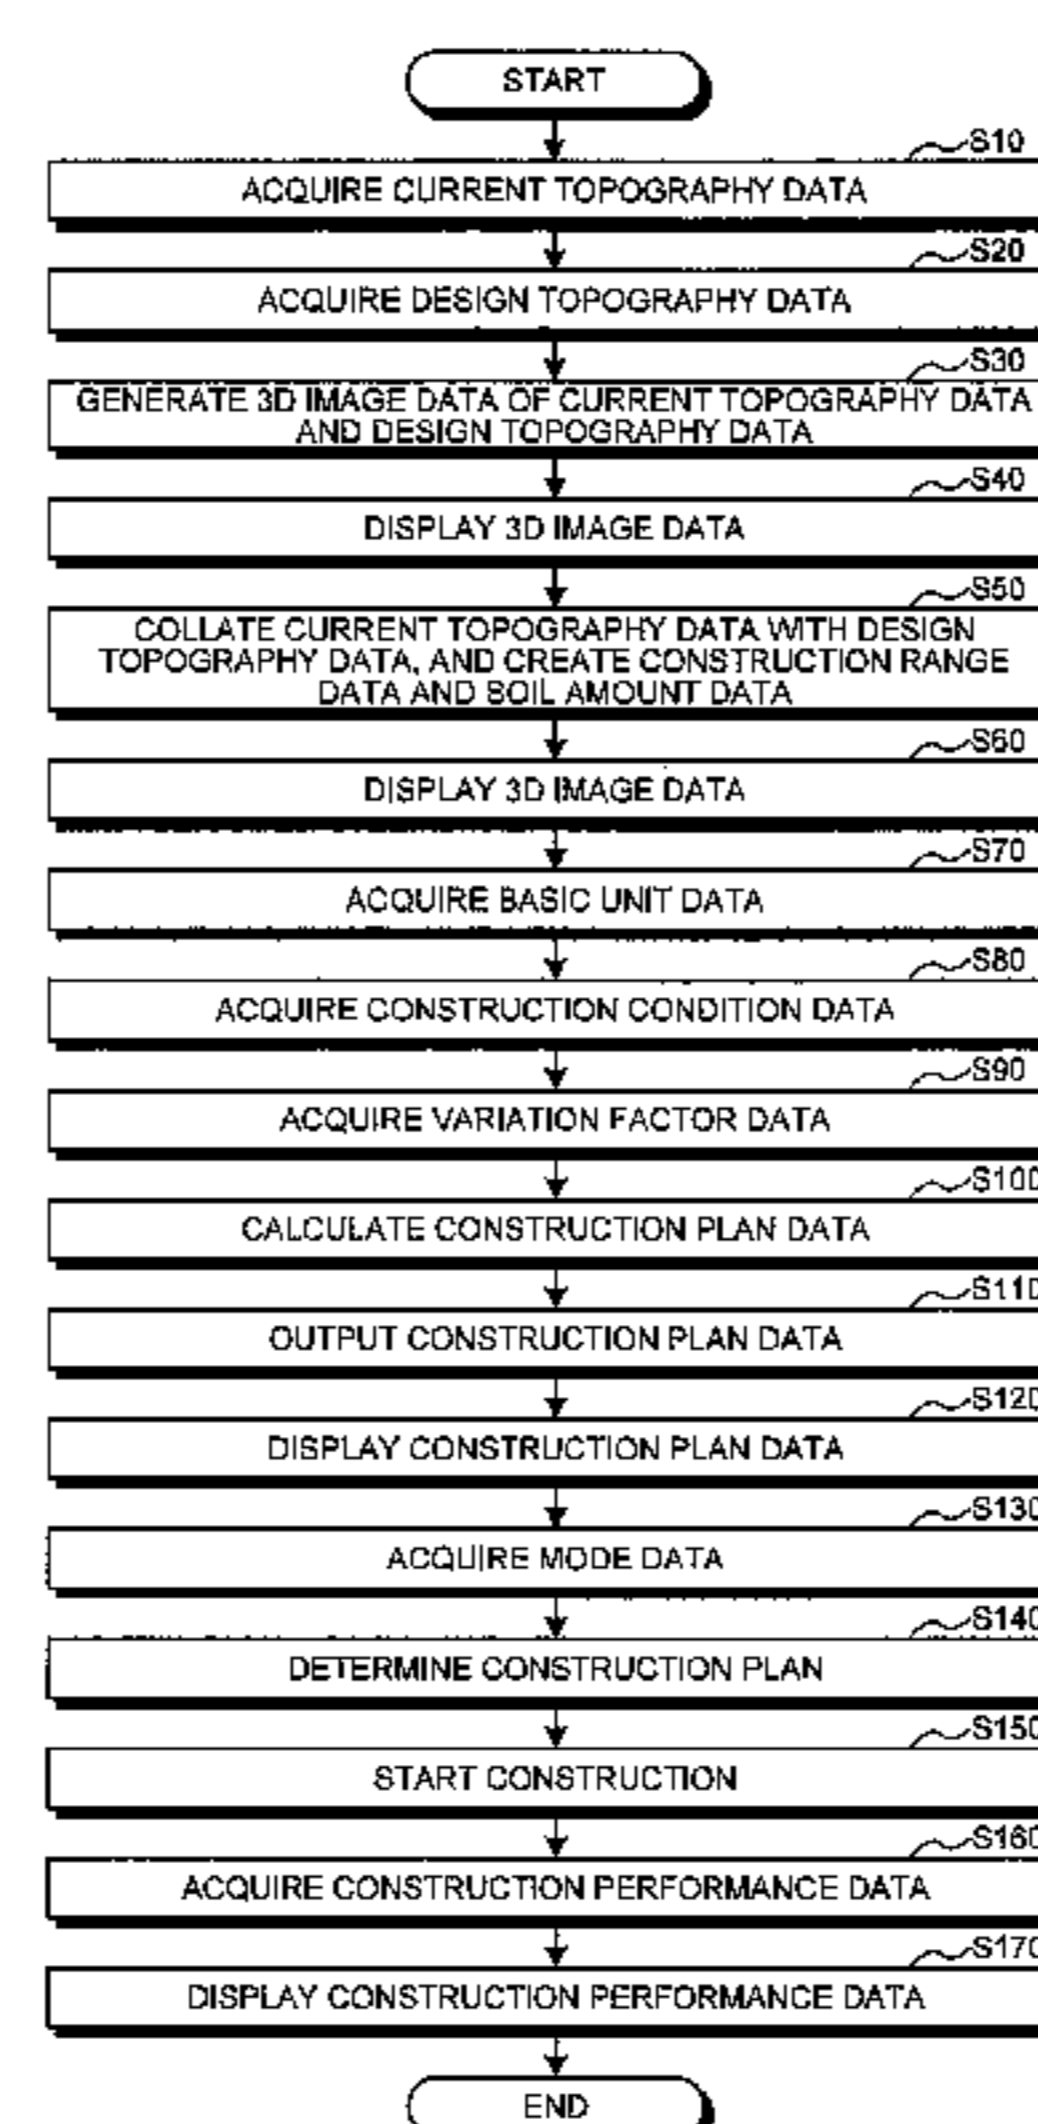 START
S10
ACQUIRE CURRENT TOPOGRAPHY DATA
S20
ACQUIRE DESIGN TOPOGRAPHY DATA
S30
GENERATE 3D IMAGE DATA OF CURRENT TOPOGRAPHY DATA
AND DESIGN TOPOGRAPHY DATA
S40
DISPLAY 3D IMAGE DATA
S50
COLLATE CURRENT TOPOGRAPHY DATA WITH DESIGN
TOPOGRAPHY DATA, AND CREATE CONSTRUCTION RANGE
DATA AND SOIL AMOUNT DATA
S60
DISPLAY 3D IMAGE DATA
S70
ACQUIRE BASIC UNIT DATA
S80
ACQUIRE CONSTRUCTION CONDITION DATA
S90
ACQUIRE VARIATION FACTOR DATA
S100
CALCULATE CONSTRUCTION PLAN DATA
S110
OUTPUT CONSTRUCTION PLAN DATA
S120
DISPLAY CONSTRUCTION PLAN DATA
S130
ACQUIRE MODE DATA
S140
DETERMINE CONSTRUCTION PLAN
S150
START CONSTRUCTION
S160
ACQUIRE CONSTRUCTION PERFORMANCE DATA
S170
DISPLAY CONSTRUCTION PERFORMANCE DATA
END